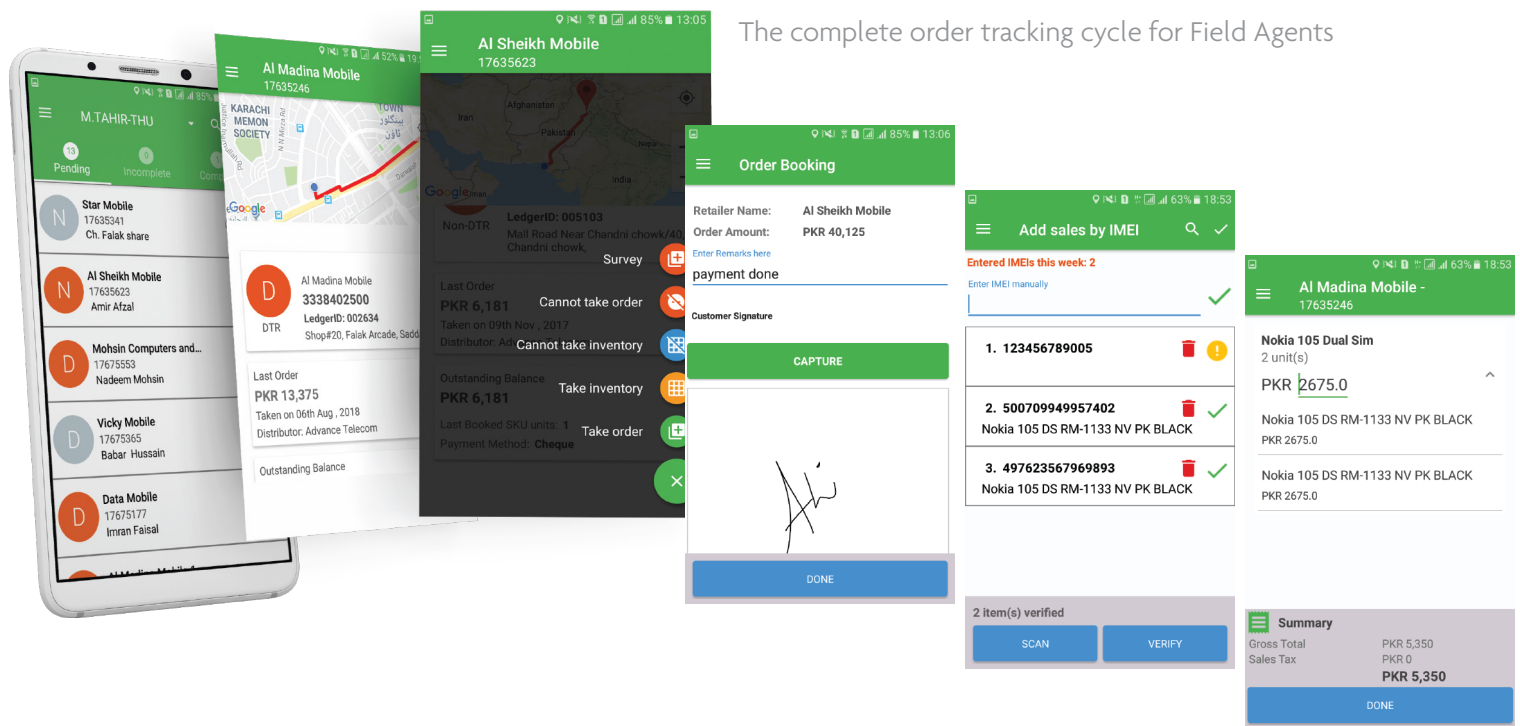 The complete order tracking cycle for Field Agents
M.TAHIR-THU
13
0
Pending
Incomplete
N
Star Mobile
17635341
Ch. Falak share
N
Al Sheikh Mobile
17635623
Amir Afzal
D
Mohsin Computers and...
17675553
Nadeem Mohsin
D
Vicky Mobile
17675365
Babar Hussain
D
Data Mobile
17675177
Imran Faisal
52%
Al Madina Mobile
17635246
KARACHI
MEMON
SOCIETY
N N Mirza Rd
TOWN
ٹاؤن
Google
D
DTR
Al Madina Mobile
3338402500
LedgerID: 002634
Shop#20, Falak Arcade, Sadd
Last Order
PKR 13,375
Taken on 06th Aug , 2018
Distributor: Advance Telecom
Outstanding Balance
85% 13:05
Al Sheikh Mobile
17635623
Afghanistan
Iran
Pakistan
Nepal
India
Oman
Google
Non-DTR
LedgerID: 005103
Mall Road Near Chandni chowk/40,
Chandni chowk,
Survey
Last Order
PKR 6,181
Cannot take order
Taken on 09th Nov , 2017
Distributor: Advance Telecom
Cannot take inventory
Outstanding Balance
PKR 6,181
Take inventory
Last Booked SKU units: 1
Take order
Payment Method: Cheque
85% 13:06
Order Booking
Retailer Name: Al Sheikh Mobile
Order Amount: PKR 40,125
Enter Remarks here
payment done
Customer Signature
CAPTURE
DONE
63% 18:53
Add sales by IMEI
Entered IMEIs this week: 2
Enter IMEI manually
1. 123456789005
2. 500709949957402
Nokia 105 DS RM-1133 NV PK BLACK
3. 497623567969893
Nokia 105 DS RM-1133 NV PK BLACK
2 item(s) verified
SCAN VERIFY
63% 18:53
Al Madina Mobile -
17635246
Nokia 105 Dual Sim
2 unit(s)
PKR 2675.0
Nokia 105 DS RM-1133 NV PK BLACK
PKR 2675.0
Nokia 105 DS RM-1133 NV PK BLACK
PKR 2675.0
Summary
Gross Total PKR 5,350
Sales Tax PKR 0
PKR 5,350
DONE